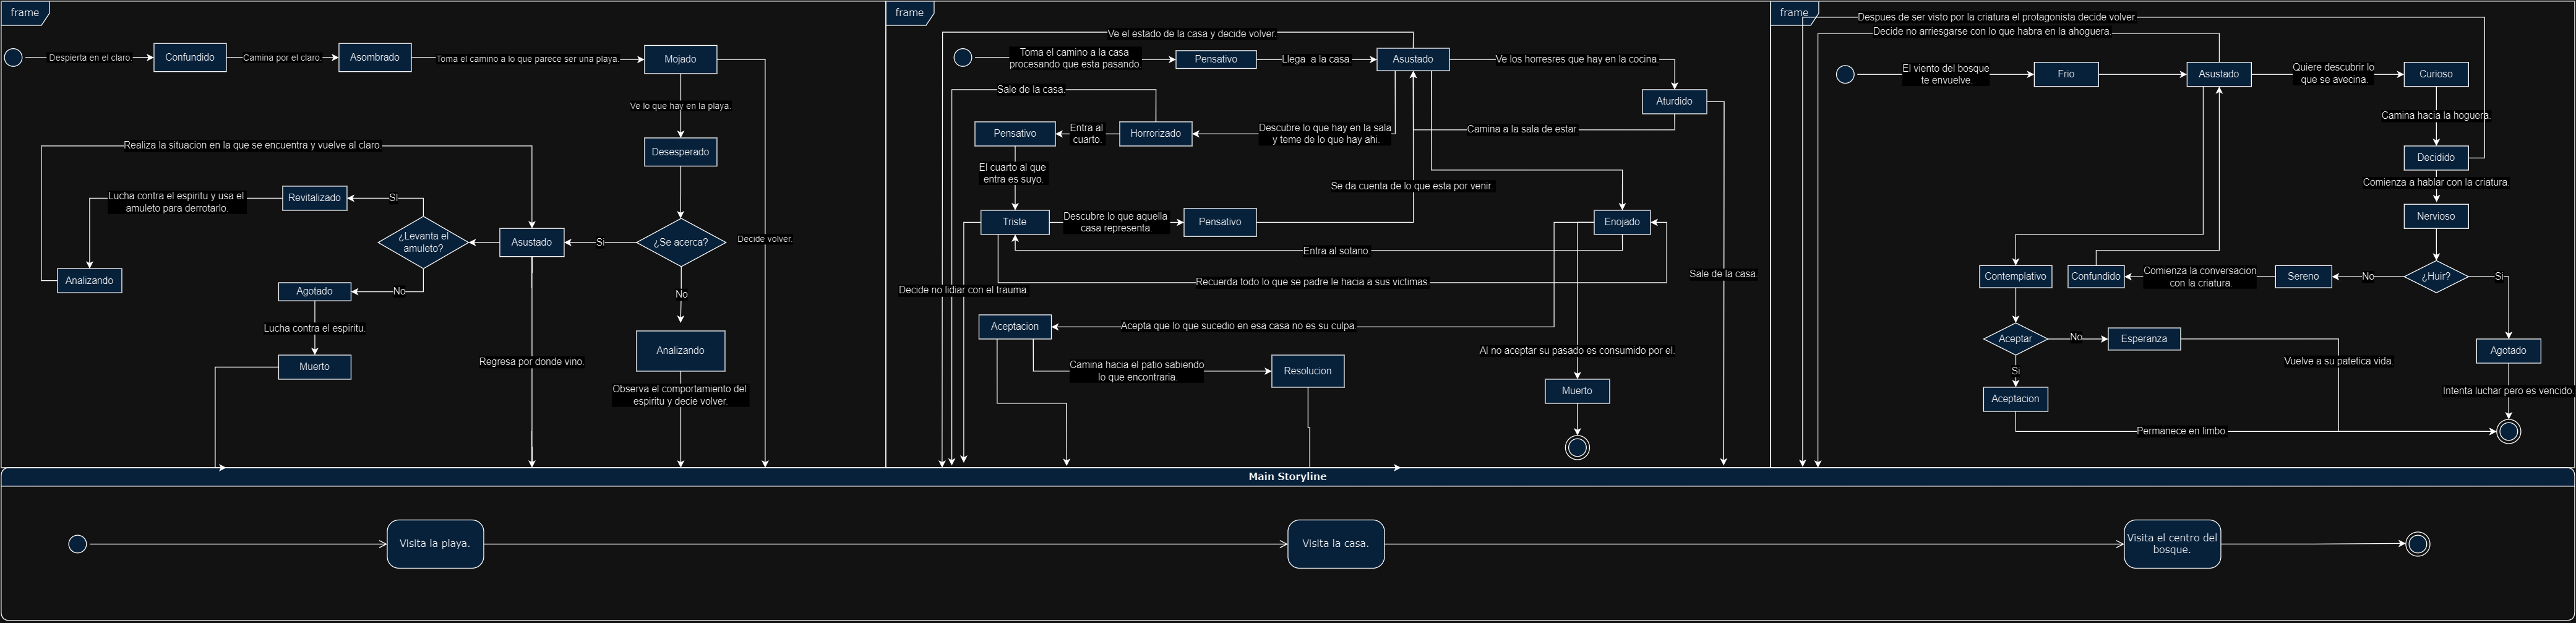 frame
Despierta en el claro.
Confundido
Camina por el claro.
Asombrado
Toma el camino a lo que parece ser una playa.
Mojado
Ve lo que hay en la playa.
Desesperado
Realiza la situacion en la que se encuentra y vuelve al claro.
Lucha contra el espiritu y usa el
amuleto para derrotarlo.
Revitalizado
SI
¿Levanta el
amuleto?
Asustado
Si
¿Se acerca?
Decide volver.
Analizando
Agotado
No
No
Lucha contra el espiritu.
Muerto
Regresa por donde vino.
Analizando
Observa el comportamiento del
espiritu y decie volver.
frame
Ve el estado de la casa y decide volver.
Toma el camino a la casa
procesando que esta pasando.
Pensativo
Llega a la casa.
Asustado
Ve los horresres que hay en la cocina.
Sale de la casa.
Aturdido
Pensativo
Entra al
cuarto.
Horrorizado
Descubre lo que hay en la sala
y teme de lo que hay ahi.
Camina a la sala de estar.
El cuarto al que
entra es suyo.
Se da cuenta de lo que esta por venir.
Triste
Descubre lo que aquella
casa representa.
Pensativo
Enojado
Entra al sotano.
Sale de la casa.
Decide no lidiar con el trauma.
Recuerda todo lo que se padre le hacia a sus victimas.
Aceptacion
Acepta que lo que sucedio en esa casa no es su culpa.
Al no aceptar su pasado es consumido por el.
Camina hacia el patio sabiendo
lo que encontraria.
Resolucion
Muerto
frame
Despues de ser visto por la criatura el protagonista decide volver.
Decide no arriesgarse con lo que habra en la ahoguera.
El viento del bosque
te envuelve.
Frio
Asustado
Quiere descubrir lo
que se avecina.
Curioso
Camina hacia la hoguera.
Decidido
Comienza a hablar con la criatura.
Nervioso
Contemplativo
Confundido
Comienza la conversacion
con la criatura.
Sereno
No
¿Huir?
Si
Aceptar
No
Esperanza
Agotado
Vuelve a su patetica vida.
Si
Aceptacion
Intenta luchar pero es vencido.
Permanece en limbo.
Main Storyline
Visita la playa.
Visita la casa.
Visita el centro del
bosque.